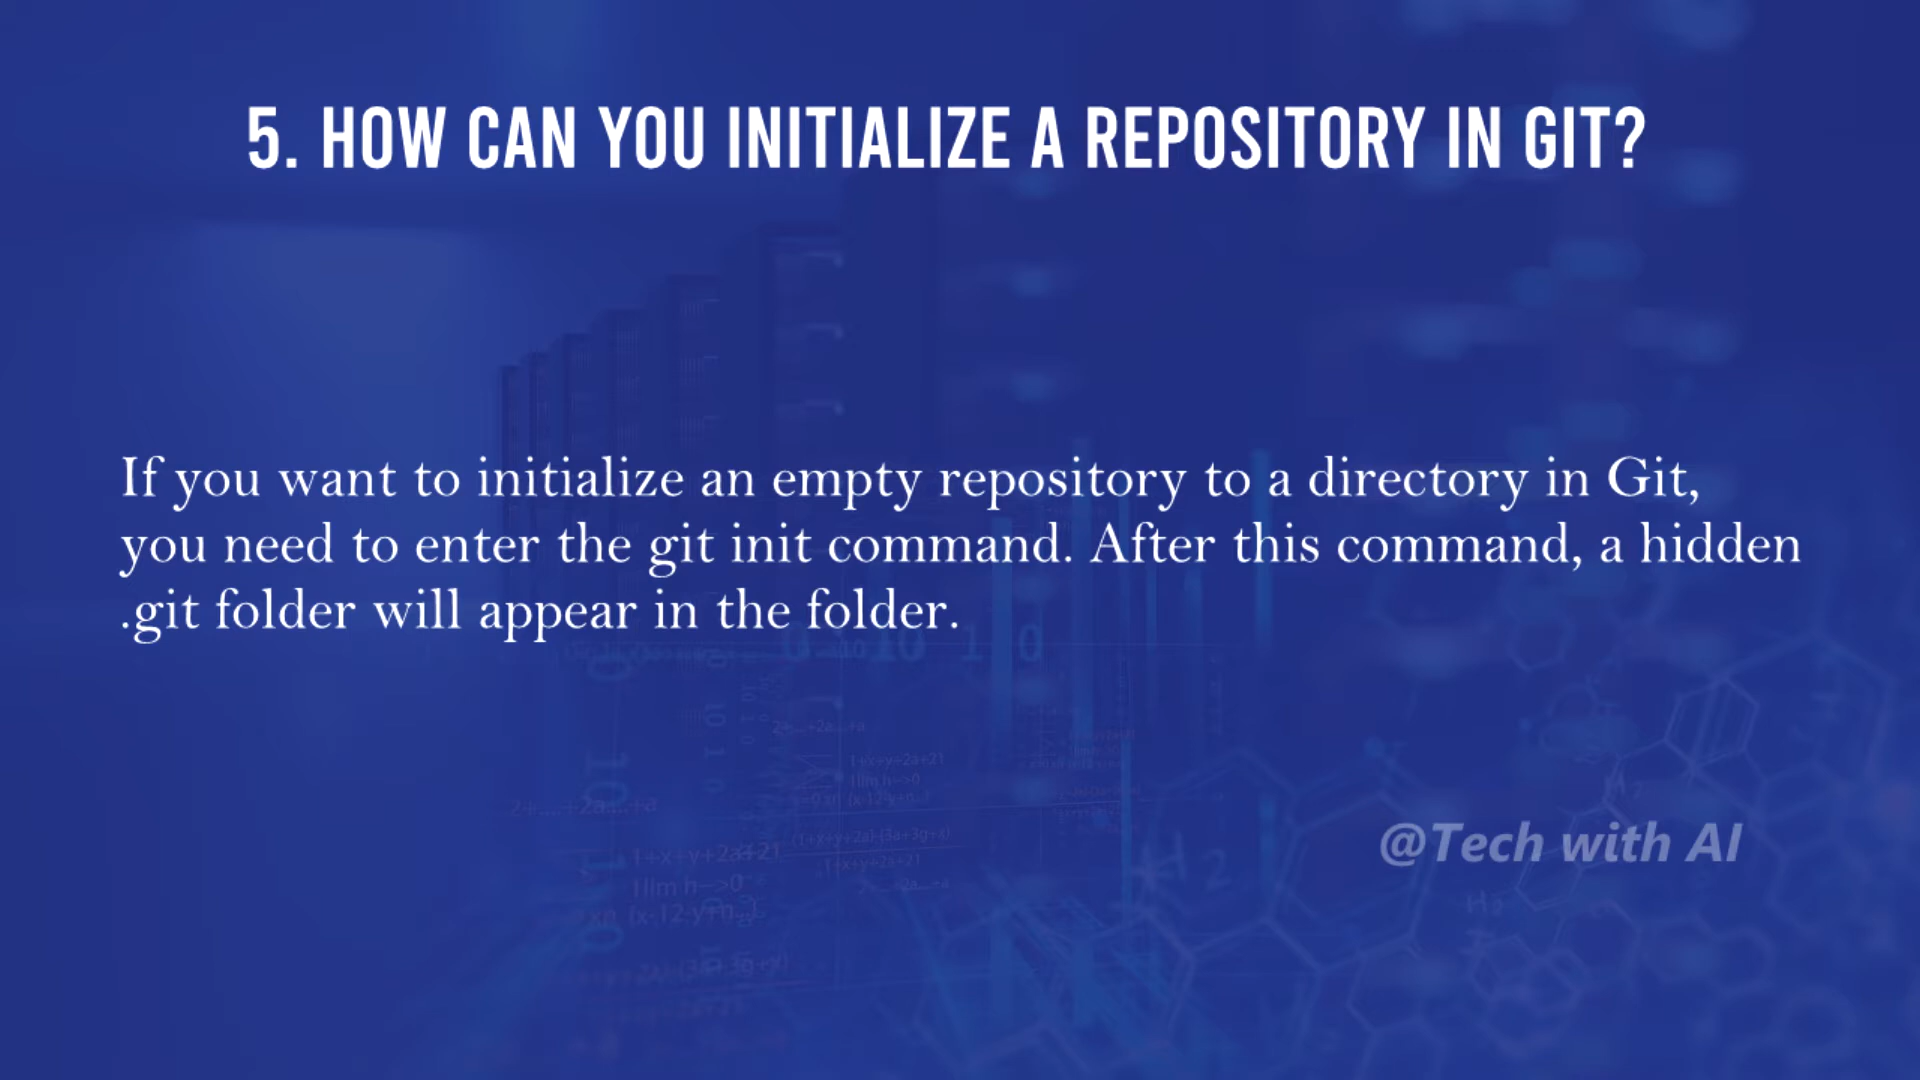 5. HOW CAN YOU INITIALIZE A REPOSITORY IN GIT?
If you want to initialize an empty repository to a directory in Git,
you need to enter the git init command. After this command, a hidden
.git folder will appear in the folder.
@Tech with AI